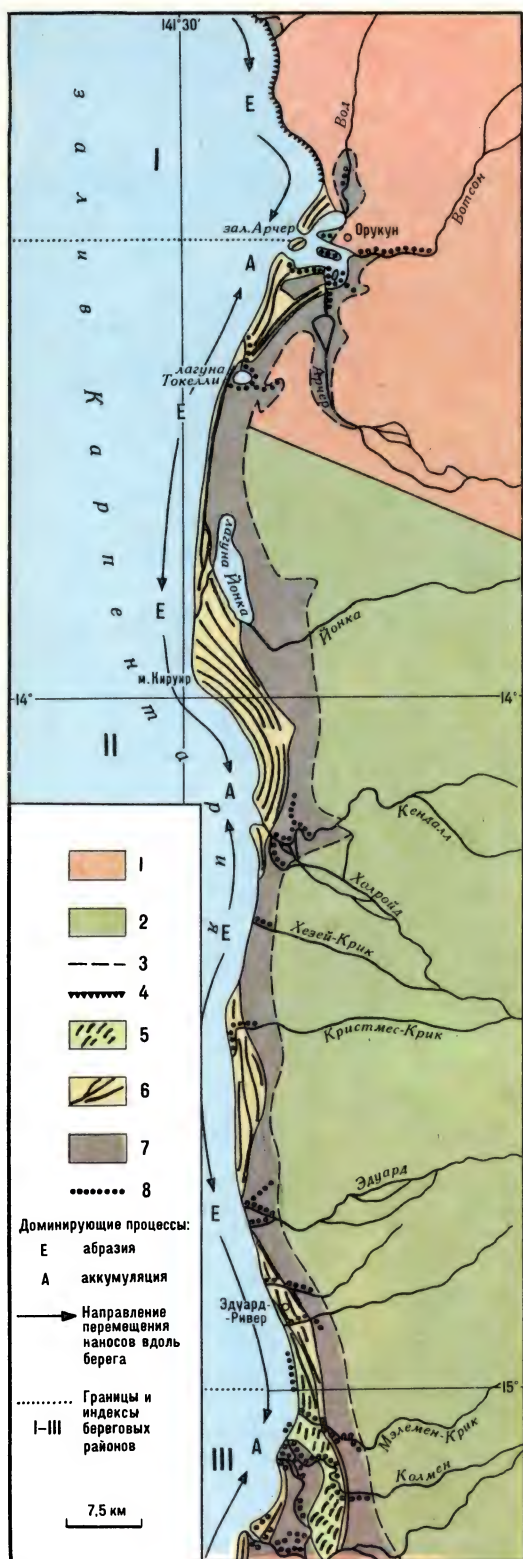 141°30'
Е
Вол
I
Вотсон
зал. Арчер
Орукун
А
залив Карпентария
лагуна
Токелли
Арчер
Е
лагуна Йонка
Е
Йонка
м. Кируир
14°
14°
II
А
Кендалл
Холройд
Е
Хезей-Крик
Кристмес-Крик
1
2
3
4
5
6
7
8
Эдуард
Доминирующие процессы:
Е абразия
А аккумуляция
Направление
перемещения
наносов вдоль
берега
Границы и
индексы
I–III береговых
районов
7,5 км
Е
Эдуард-
-Ривер
15°
Мэлемен-Крик
III
А
Колмен